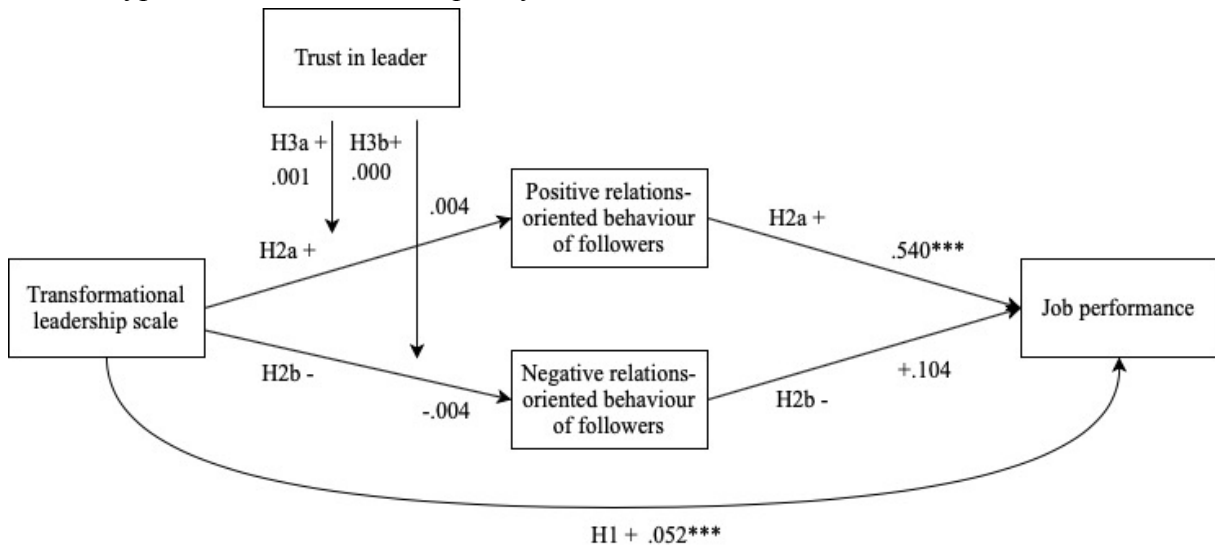 Trust in leader
H3a +
.001
H3b+
.000
Positive relations-
oriented behaviour
of followers
.004
H2a +
H2a +
.540***
Transformational
leadership scale
Job performance
H2b -
-.004
Negative relations-
oriented behaviour
of followers
+.104
H2b -
H1 + .052***